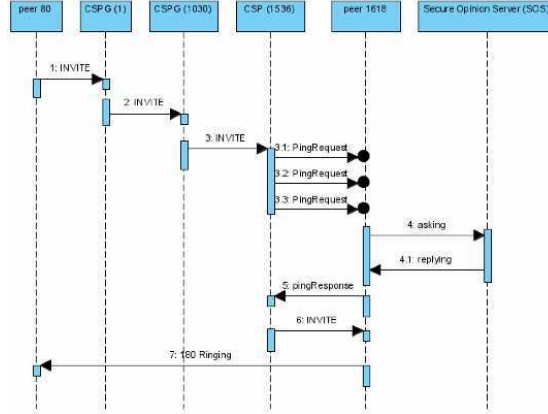 peer 80
CSPG (1)
CSPG (1030)
CSP (1536)
peer 1618
Secure Opinion Server (SOS)
1: INVITE
2 INVITE
3: INVITE
3.1: PingRequest
3.2: PingRequest
3.3: PingRequest
4: asking
4.1: replying
5: pingResponse
6: INVITE
7: 180 Ringing